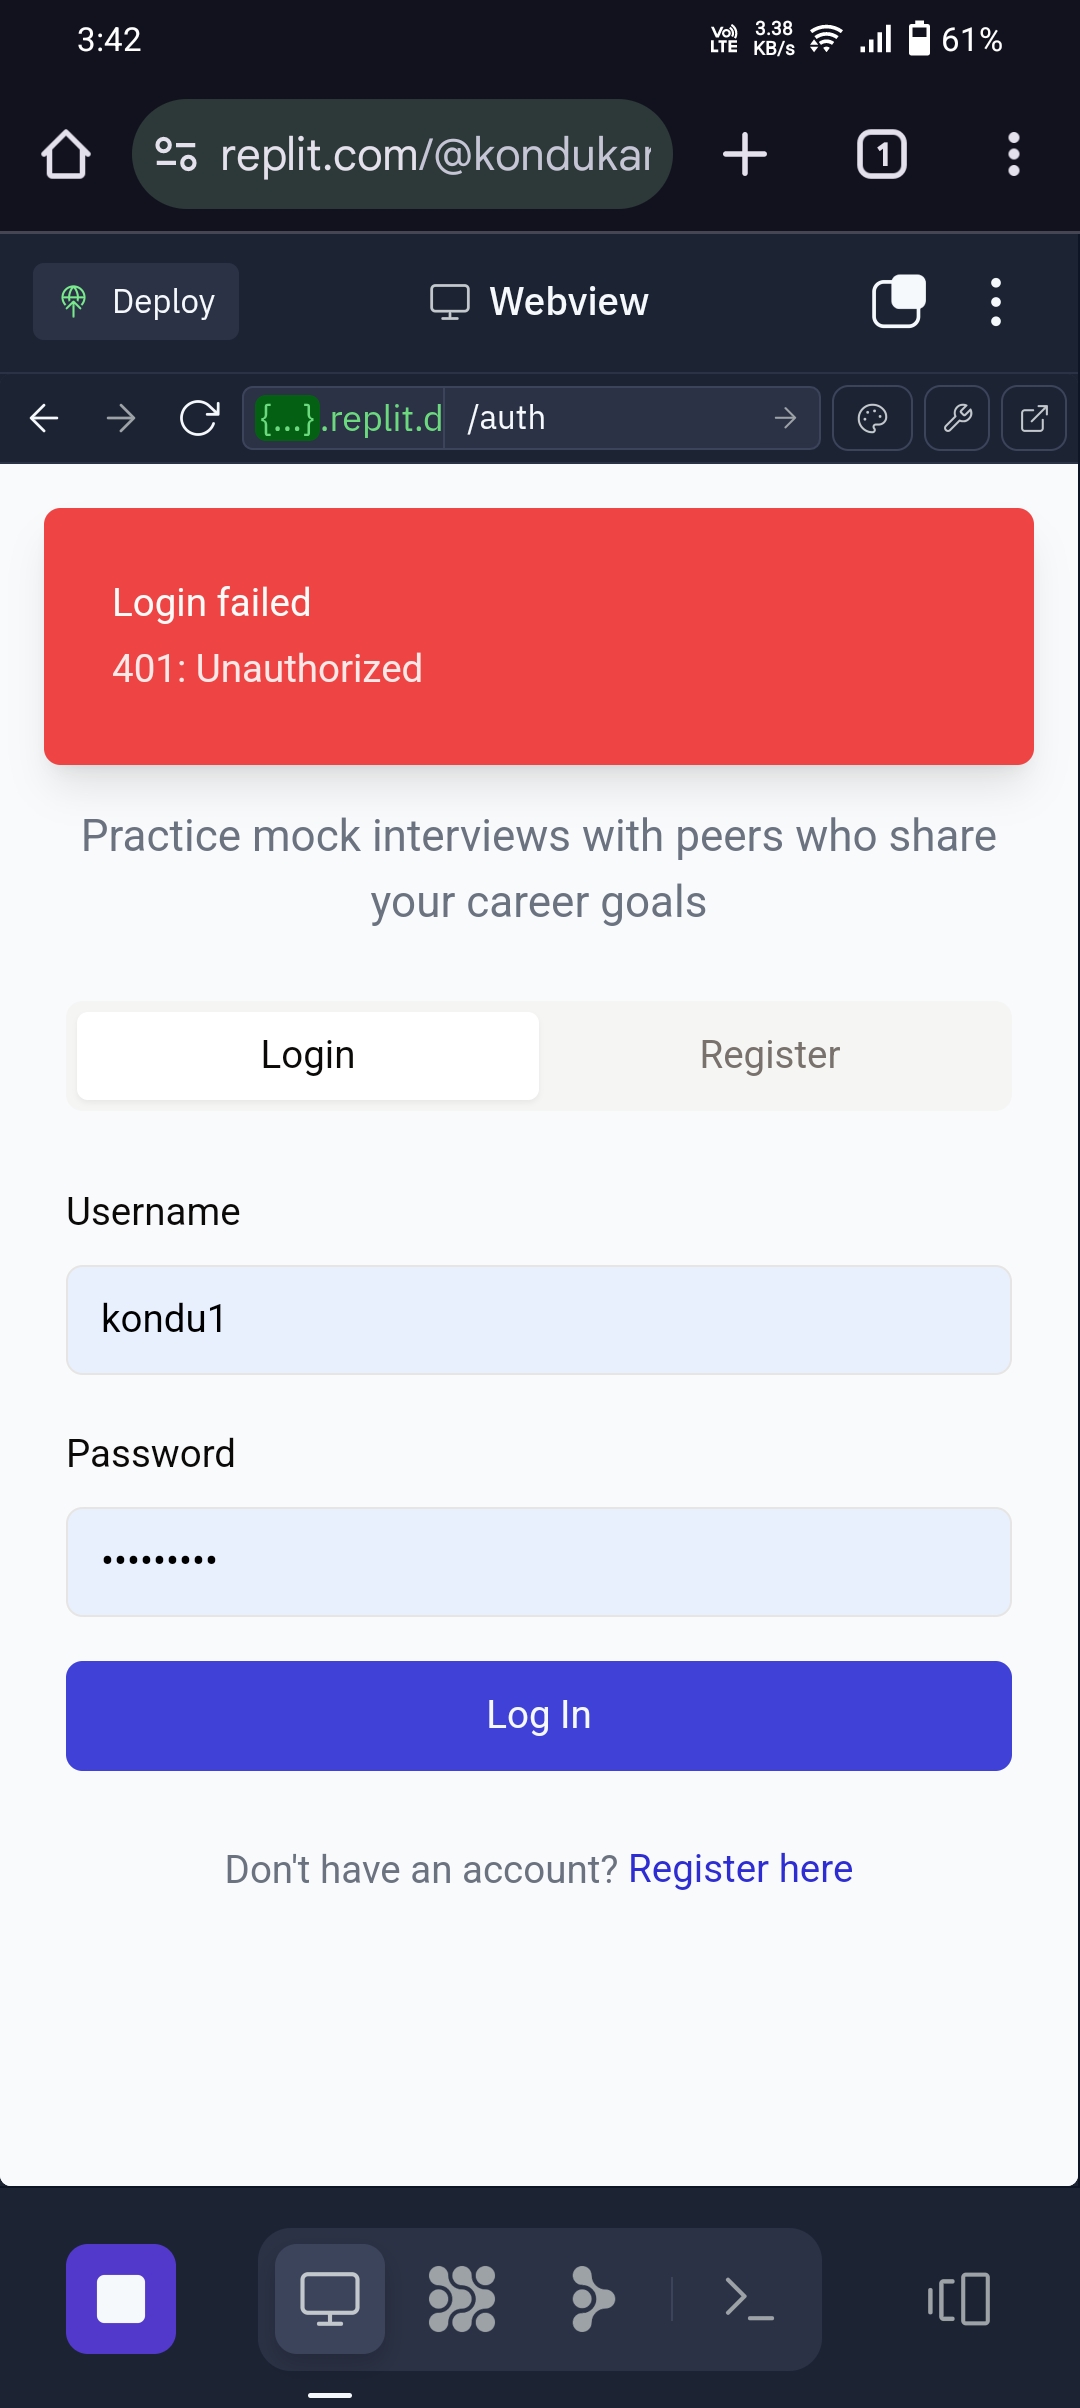 3:42
Vo)) LTE
3.38 KB/s
61%
replit.com/@kondukar
1
Deploy
Webview
{...}.replit.d
/auth
Login failed
401: Unauthorized
Practice mock interviews with peers who share
your career goals
Login
Register
Username
kondu1
Password
•••••••••
Log In
Don't have an account? Register here